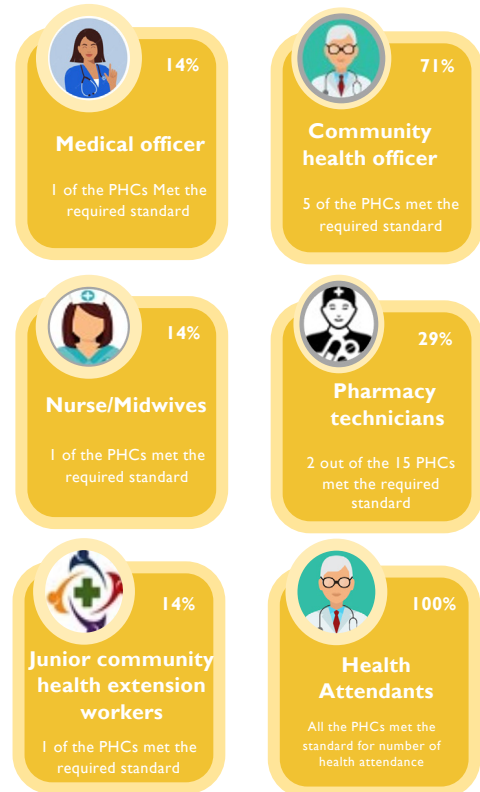 14%
Medical officer
1 of the PHCs Met the
required standard
71%
Community
health officer
5 of the PHCs met the
required standard
14%
Nurse/Midwives
1 of the PHCs met the
required standard
29%
Pharmacy
technicians
2 out of the 15 PHCs
met the required
standard
14%
Junior community
health extension
workers
1 of the PHCs met the
required standard
100%
Health
Attendants
All the PHCs met the
standard for number of
health attendance